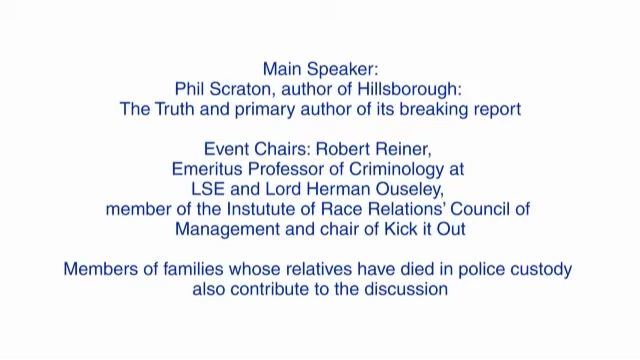 Main Speaker:
Phil Scraton, author of Hillsborough:
The Truth and primary author of its breaking report
Event Chairs: Robert Reiner,
Emeritus Professor of Criminology at
LSE and Lord Herman Ouseley,
member of the Instutute of Race Relations' Council of
Management and chair of Kick it Out
Members of families whose relatives have died in police custody
also contribute to the discussion